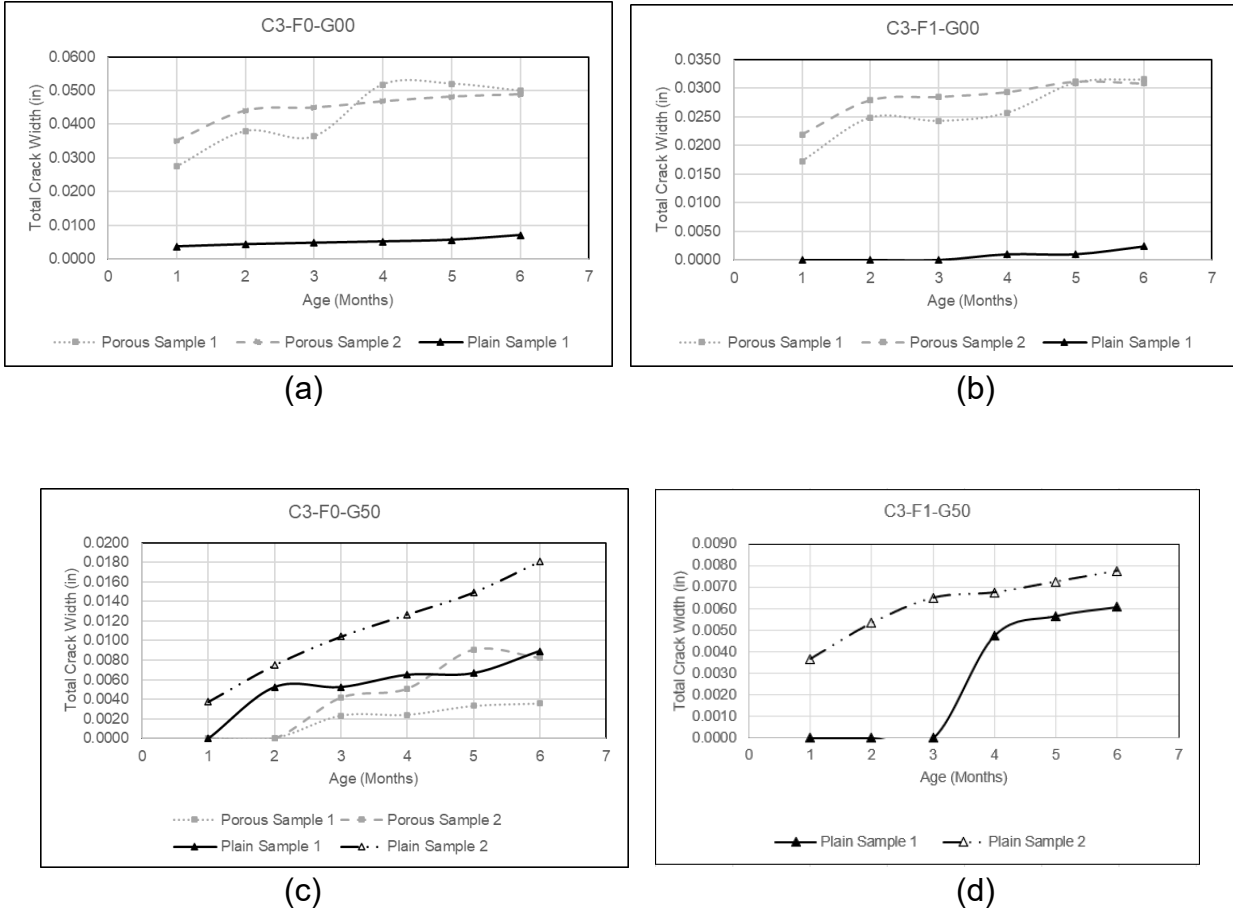 C3-F0-G00
Total Crack Width (in)
0.0600
0.0500
0.0400
0.0300
0.0200
0.0100
0.0000
0 1 2 3 4 5 6 7
Age (Months)
Porous Sample 1 Porous Sample 2 Plain Sample 1
(a)
C3-F1-G00
Total Crack Width (in)
0.0350
0.0300
0.0250
0.0200
0.0150
0.0100
0.0050
0.0000
0 1 2 3 4 5 6 7
Age (Months)
Porous Sample 1 Porous Sample 2 Plain Sample 1
(b)
C3-F0-G50
Total Crack Width (in)
0.0200
0.0180
0.0160
0.0140
0.0120
0.0100
0.0080
0.0060
0.0040
0.0020
0.0000
0 1 2 3 4 5 6 7
Age (Months)
Porous Sample 1 Porous Sample 2
Plain Sample 1 Plain Sample 2
(c)
C3-F1-G50
Total Crack Width (in)
0.0090
0.0080
0.0070
0.0060
0.0050
0.0040
0.0030
0.0020
0.0010
0.0000
0 1 2 3 4 5 6 7
Age (Months)
Plain Sample 1 Plain Sample 2
(d)